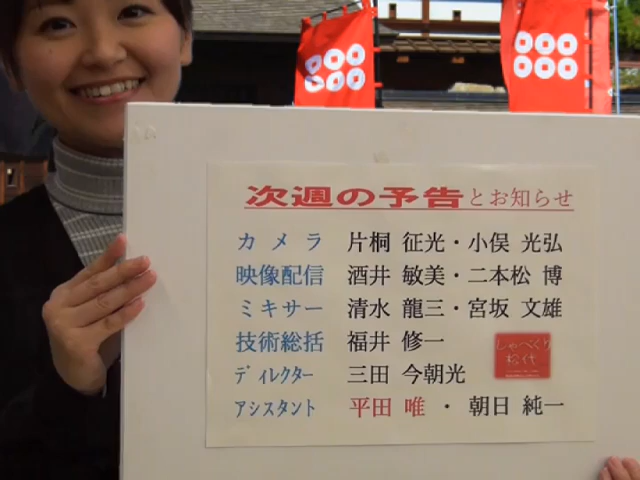 次週の予告とお知らせ
カメラ 片桐 征光・小俣 光弘
映像配信 酒井 敏美・二本松 博
ミキサー 清水 龍三・宮坂 文雄
技術総括 福井 修一
ディレクター 三田 今朝光
アシスタント 平田 唯 ・ 朝日 純一
しゃべくり
松代